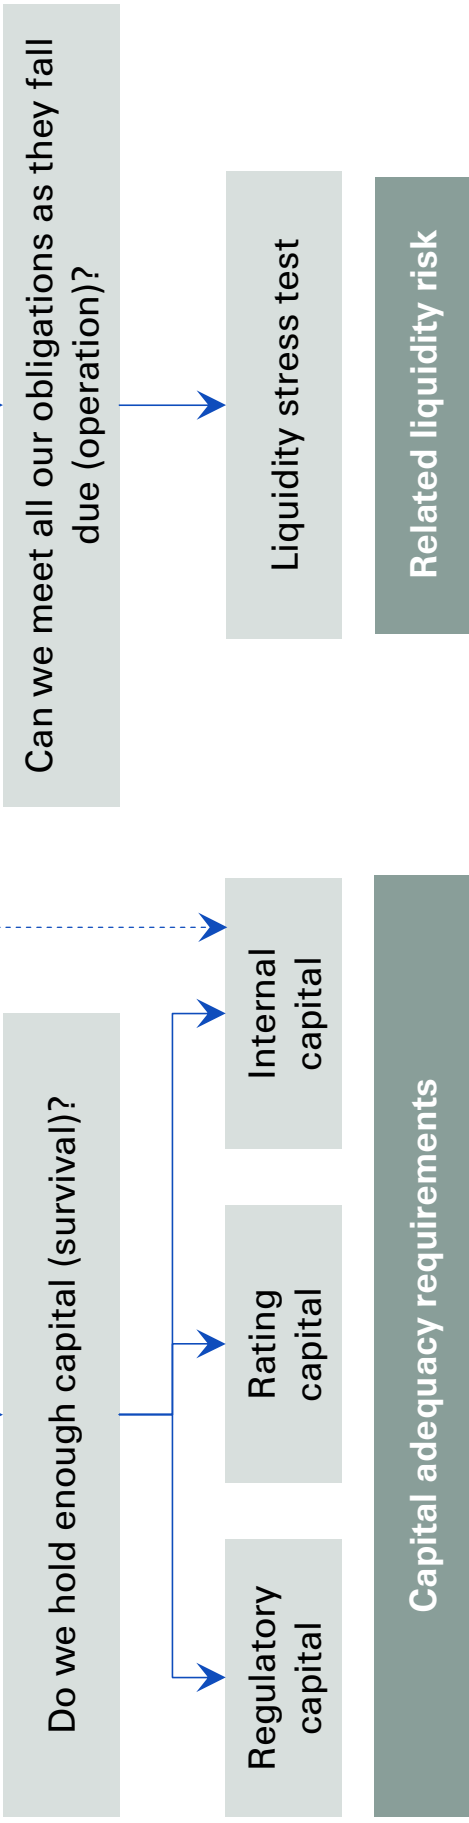 Do we hold enough capital (survival)?
Can we meet all our obligations as they fall
due (operation)?
Regulatory
capital
Rating
capital
Internal
capital
Liquidity stress test
Capital adequacy requirements
Related liquidity risk